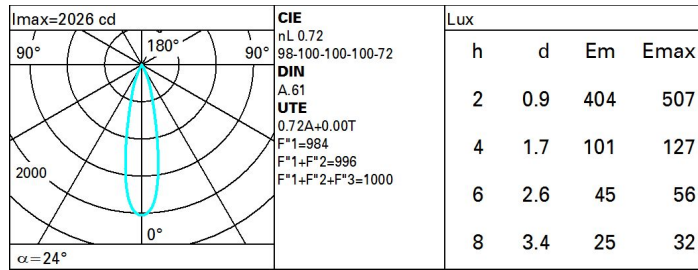 Imax=2026 cd
90° 180° 90°
2000
0°
α=24°
CIE
nL 0.72
98-100-100-100-72
DIN
A.61
UTE
0.72A+0.00T
F"1=984
F"1+F"2=996
F"1+F"2+F"3=1000
Lux
h d Em Emax
2 0.9 404 507
4 1.7 101 127
6 2.6 45 56
8 3.4 25 32